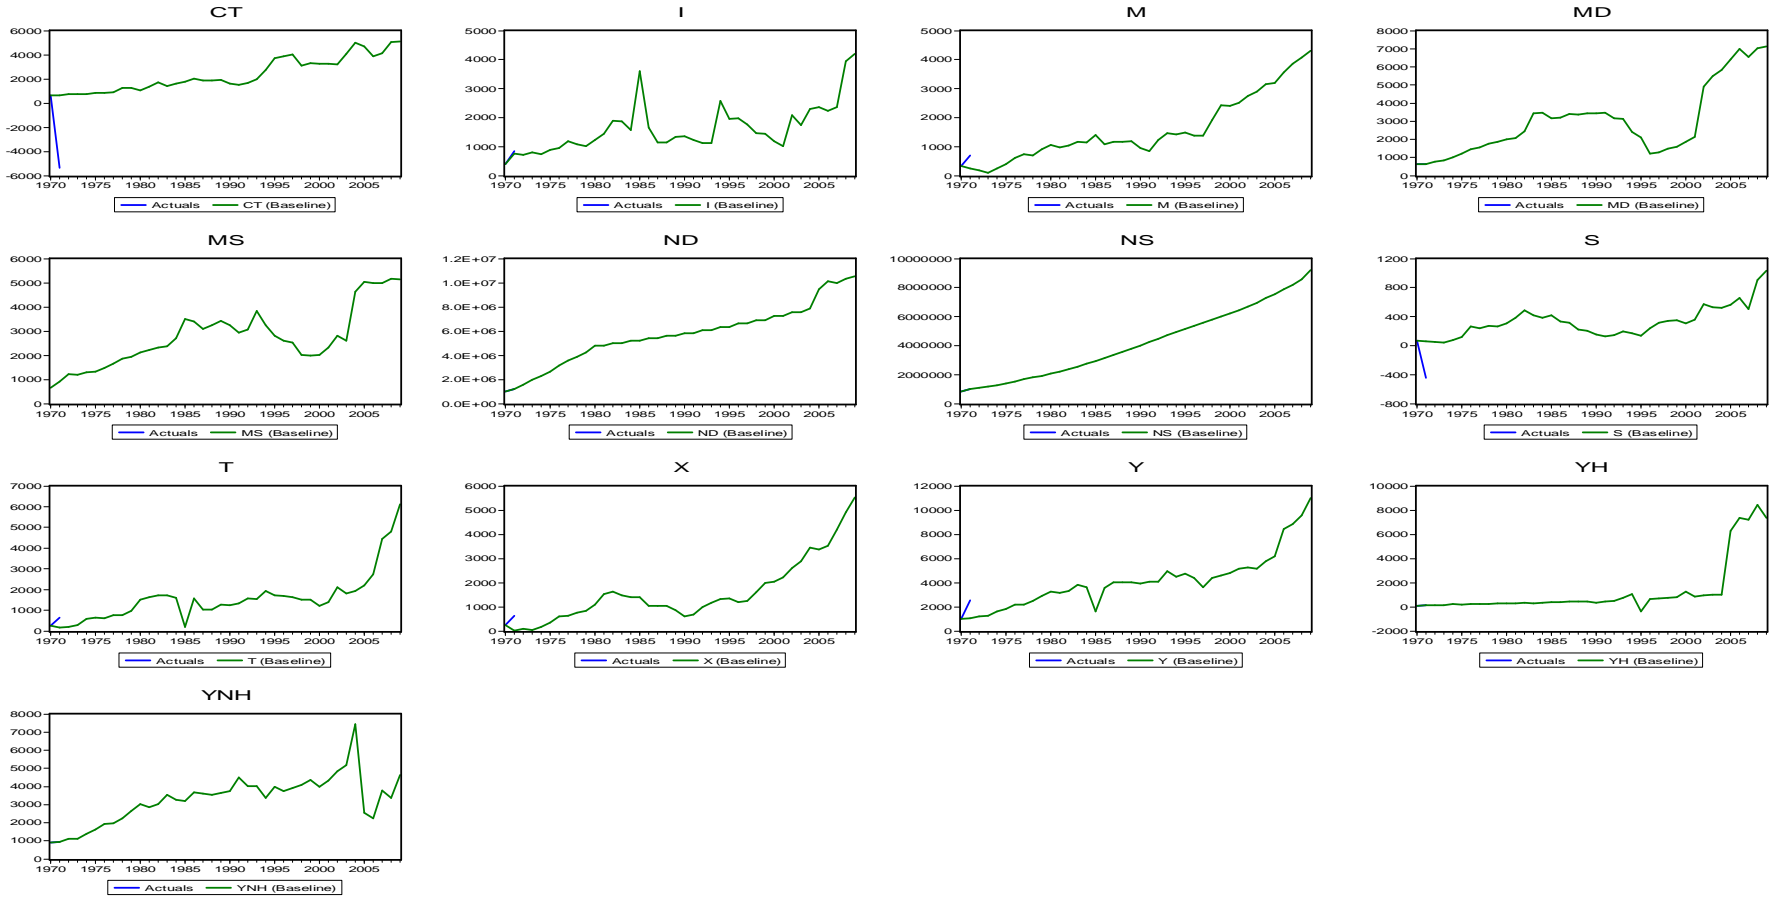 CT
6000
4000
2000
0
-2000
-4000
-6000
1970 1975 1980 1985 1990 1995 2000 2005
Actuals CT (Baseline)
I
5000
4000
3000
2000
1000
0
1970 1975 1980 1985 1990 1995 2000 2005
Actuals I (Baseline)
M
5000
4000
3000
2000
1000
0
1970 1975 1980 1985 1990 1995 2000 2005
Actuals M (Baseline)
MD
8000
7000
6000
5000
4000
3000
2000
1000
0
1970 1975 1980 1985 1990 1995 2000 2005
Actuals MD (Baseline)
MS
6000
5000
4000
3000
2000
1000
0
1970 1975 1980 1985 1990 1995 2000 2005
Actuals MS (Baseline)
ND
1.2E+07
1.0E+07
8.0E+06
6.0E+06
4.0E+06
2.0E+06
0.0E+00
1970 1975 1980 1985 1990 1995 2000 2005
Actuals ND (Baseline)
NS
10000000
8000000
6000000
4000000
2000000
0
1970 1975 1980 1985 1990 1995 2000 2005
Actuals NS (Baseline)
S
1200
800
400
0
-400
-800
1970 1975 1980 1985 1990 1995 2000 2005
Actuals S (Baseline)
T
7000
6000
5000
4000
3000
2000
1000
0
1970 1975 1980 1985 1990 1995 2000 2005
Actuals T (Baseline)
X
6000
5000
4000
3000
2000
1000
0
1970 1975 1980 1985 1990 1995 2000 2005
Actuals X (Baseline)
Y
12000
10000
8000
6000
4000
2000
0
1970 1975 1980 1985 1990 1995 2000 2005
Actuals Y (Baseline)
YH
10000
8000
6000
4000
2000
0
-2000
1970 1975 1980 1985 1990 1995 2000 2005
Actuals YH (Baseline)
YNH
8000
7000
6000
5000
4000
3000
2000
1000
0
1970 1975 1980 1985 1990 1995 2000 2005
Actuals YNH (Baseline)